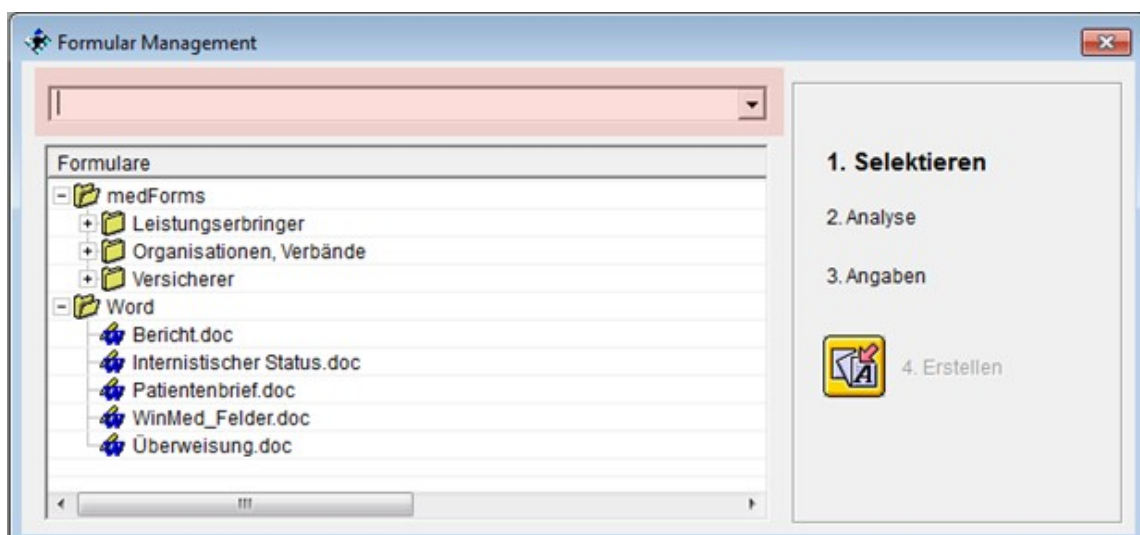 Formular Management
Formulare
medForms
Leistungserbringer
Organisationen, Verbände
Versicherer
Word
Bericht.doc
Internistischer Status.doc
Patientenbrief.doc
WinMed_Felder.doc
Überweisung.doc
1. Selektieren
2. Analyse
3. Angaben
4. Erstellen